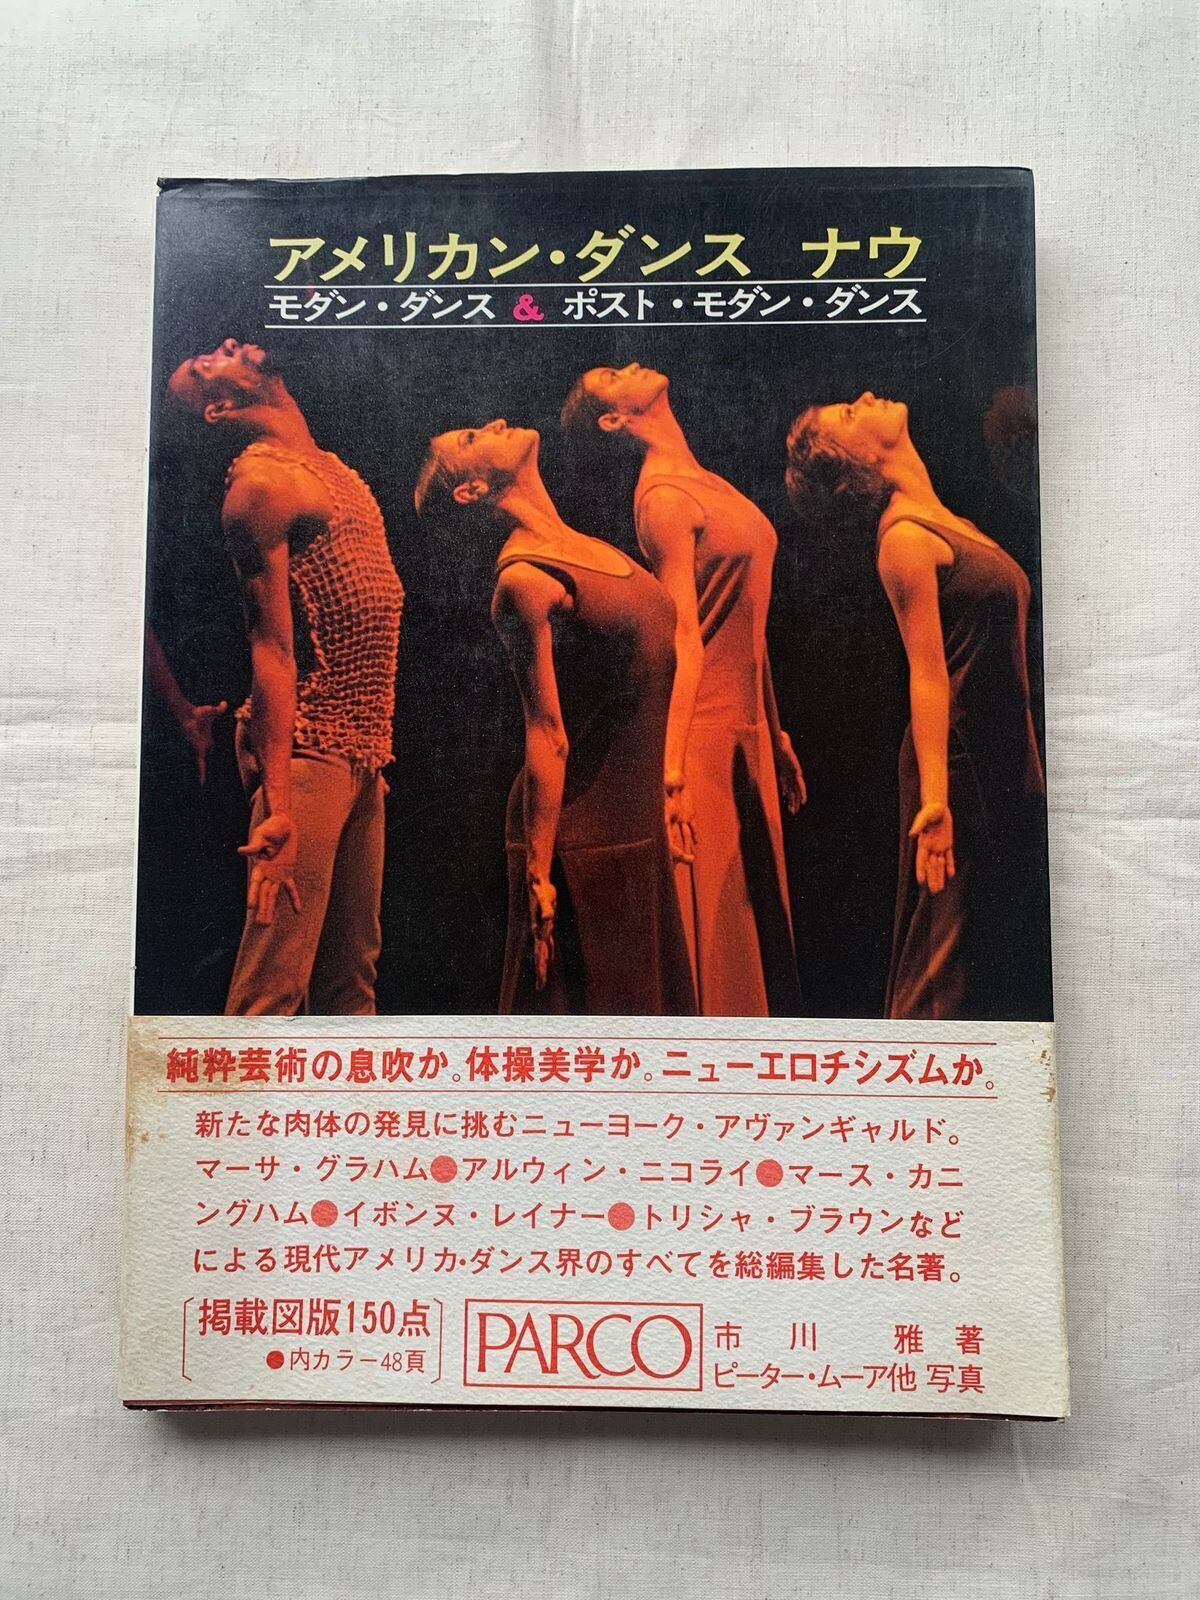 アメリカン・ダンス ナウ
モダン・ダンス & ポスト・モダン・ダンス
純粋芸術の息吹か。体操美学か。ニューエロチシズムか。
新たな肉体の発見に挑むニューヨーク・アヴァンギャルド。
マーサ・グラハム●アルウィン・ニコライ●マース・カニ
ングハム●イボンヌ・レイナー●トリシャ・ブラウンなど
による現代アメリカ・ダンス界のすべてを総編集した名著。
掲載図版150点
●内カラー48頁
PARCO
市川 雅 著
ピーター・ムーア他 写真